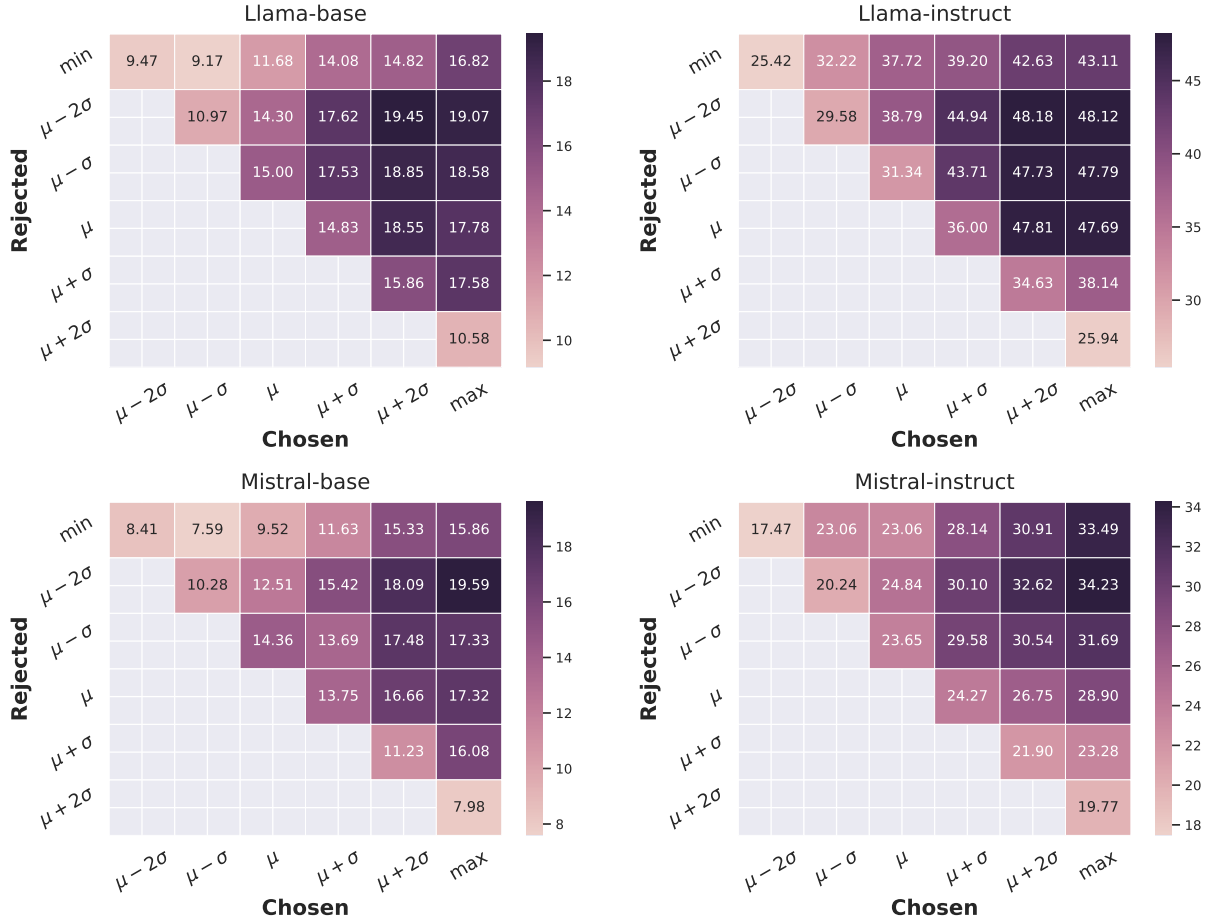 Llama-base
Rejected
min 9.47 9.17 11.68 14.08 14.82 16.82
μ − 2σ 10.97 14.30 17.62 19.45 19.07
μ − σ 15.00 17.53 18.85 18.58
μ 14.83 18.55 17.78
μ + σ 15.86 17.58
μ + 2σ 10.58
μ − 2σ μ − σ μ μ + σ μ + 2σ max
Chosen
18
16
14
12
10
Llama-instruct
Rejected
min 25.42 32.22 37.72 39.20 42.63 43.11
μ − 2σ 29.58 38.79 44.94 48.18 48.12
μ − σ 31.34 43.71 47.73 47.79
μ 36.00 47.81 47.69
μ + σ 34.63 38.14
μ + 2σ 25.94
μ − 2σ μ − σ μ μ + σ μ + 2σ max
Chosen
45
40
35
30
Mistral-base
Rejected
min 8.41 7.59 9.52 11.63 15.33 15.86
μ − 2σ 10.28 12.51 15.42 18.09 19.59
μ − σ 14.36 13.69 17.48 17.33
μ 13.75 16.66 17.32
μ + σ 11.23 16.08
μ + 2σ 7.98
μ − 2σ μ − σ μ μ + σ μ + 2σ max
Chosen
18
16
14
12
10
8
Mistral-instruct
Rejected
min 17.47 23.06 23.06 28.14 30.91 33.49
μ − 2σ 20.24 24.84 30.10 32.62 34.23
μ − σ 23.65 29.58 30.54 31.69
μ 24.27 26.75 28.90
μ + σ 21.90 23.28
μ + 2σ 19.77
μ − 2σ μ − σ μ μ + σ μ + 2σ max
Chosen
34
32
30
28
26
24
22
20
18